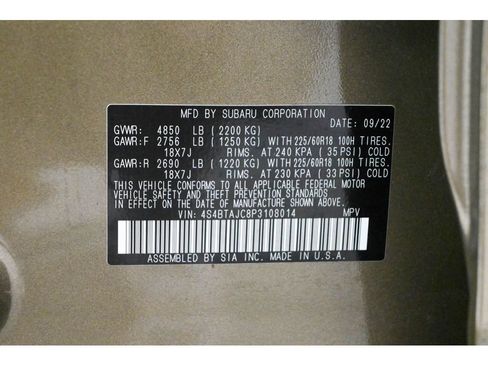 MFD. BY SUBARU CORPORATION
GVWR: 4850 LB ( 2200 KG) DATE: 09/22
GAWR:F 2756 LB ( 1250 KG) WITH 225/60R18 100H TIRES,
18X7J RIMS, AT 240 KPA ( 35 PSI) COLD
GAWR:R 2690 LB ( 1220 KG) WITH 225/60R18 100H TIRES,
18X7J RIMS, AT 230 KPA ( 33 PSI) COLD
THIS VEHICLE CONFORMS TO ALL APPLICABLE FEDERAL MOTOR
VEHICLE SAFETY STANDARDS IN EFFECT ON THE
DATE OF MANUFACTURE SHOWN ABOVE.
VIN: 4S4BTAJC8P3108014 MPV
ASSEMBLED BY SIA INC. MADE IN U.S.A.